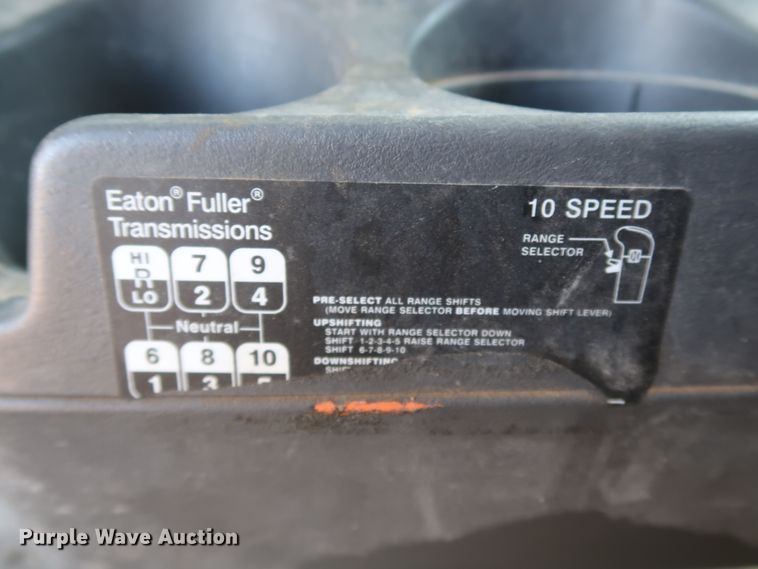 Eaton® Fuller®
Transmissions
10 SPEED
RANGE
SELECTOR
HI 7 9
R
LO 2 4
Neutral
6 8 10
1 3
PRE-SELECT ALL RANGE SHIFTS
(MOVE RANGE SELECTOR BEFORE MOVING SHIFT LEVER)
UPSHIFTING
START WITH RANGE SELECTOR DOWN
SHIFT 1-2-3-4-5 RAISE RANGE SELECTOR
SHIFT 6-7-8-9-10
DOWNSHIFTING
Purple Wave Auction